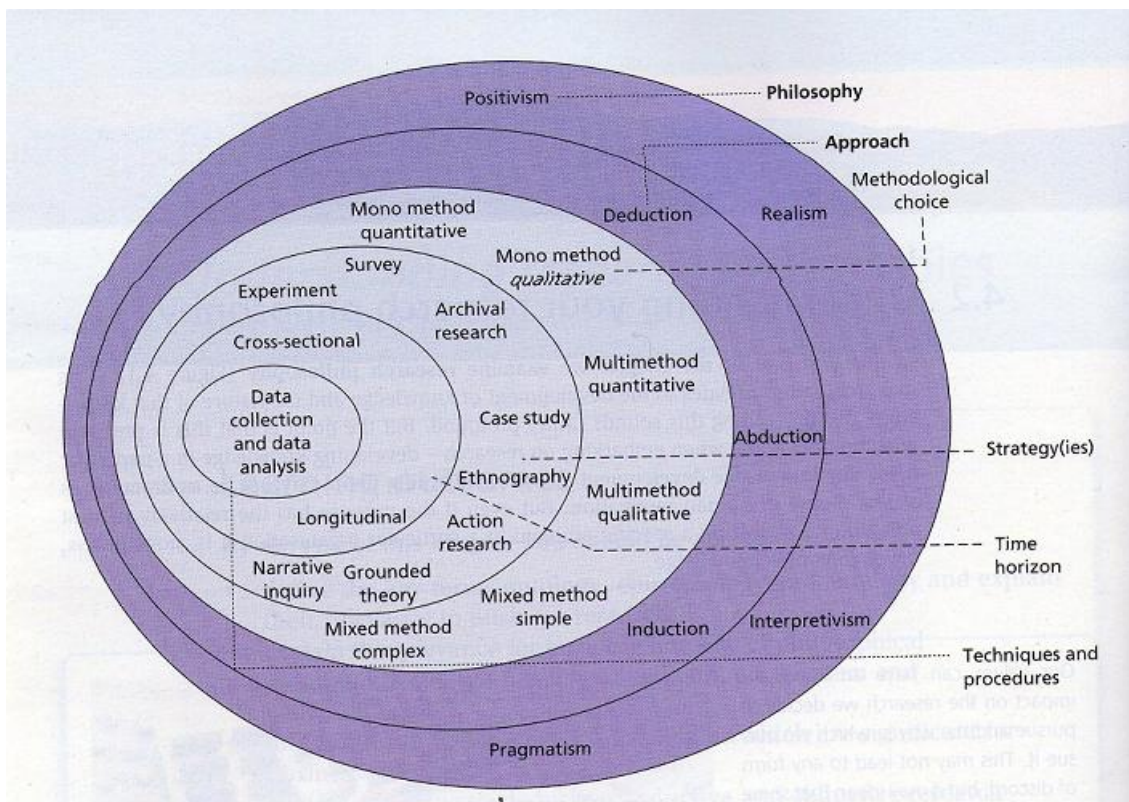 Positivism
Philosophy
Approach
Methodological
choice
Deduction
Realism
Mono method
quantitative
Mono method
qualitative
Survey
Experiment
Archival
research
Cross-sectional
Multimethod
quantitative
Data
collection
and data
analysis
Case study
Abduction
Strategy(ies)
Ethnography
Multimethod
qualitative
Longitudinal
Action
research
Time
horizon
Narrative
inquiry
Grounded
theory
Mixed method
simple
Mixed method
complex
Induction
Interpretivism
Techniques and
procedures
Pragmatism